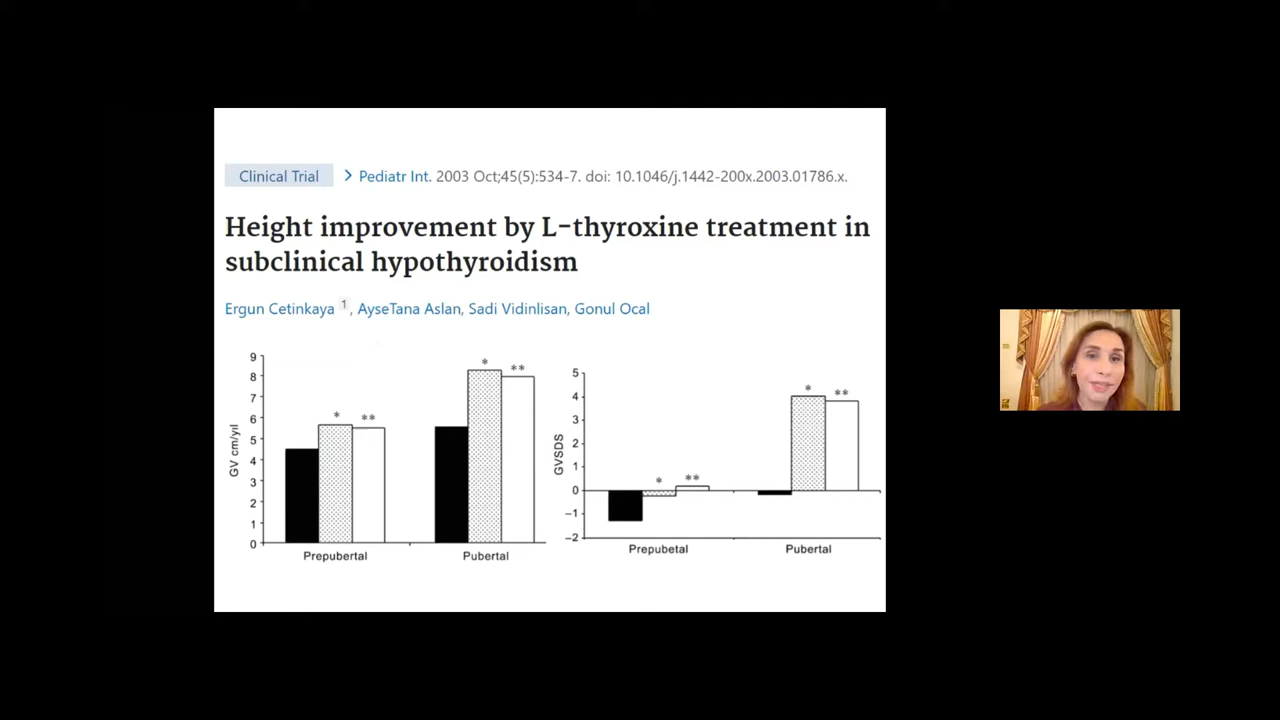 Clinical Trial > Pediatr Int. 2003 Oct;45(5):534-7. doi: 10.1046/j.1442-200x.2003.01786.x.
Height improvement by L-thyroxine treatment in
subclinical hypothyroidism
Ergun Cetinkaya 1, AyseTana Aslan, Sadi Vidinlisan, Gonul Ocal
GV cm/yıl
9
8
7
6
5
4
3
2
1
0
* **
* **
Prepubertal
Pubertal
GVSDS
5
4
3
2
1
0
−1
−2
* **
* **
Prepubetal
Pubertal